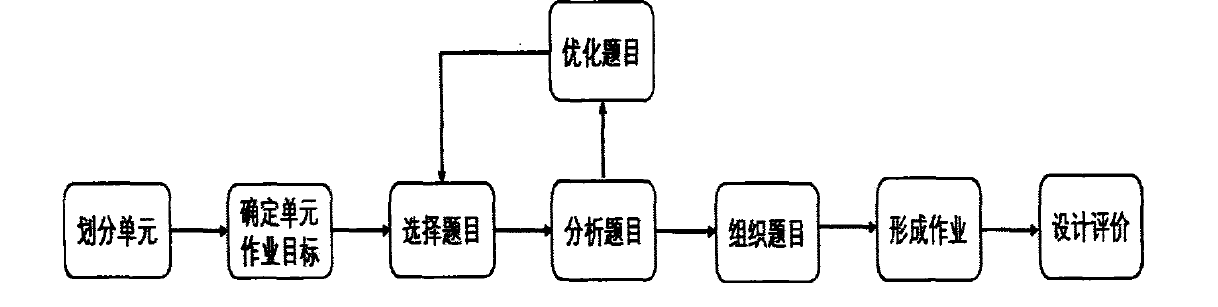 优化题目
划分单元
确定单元
作业目标
选择题目
分析题目
组织题目
形成作业
设计评价